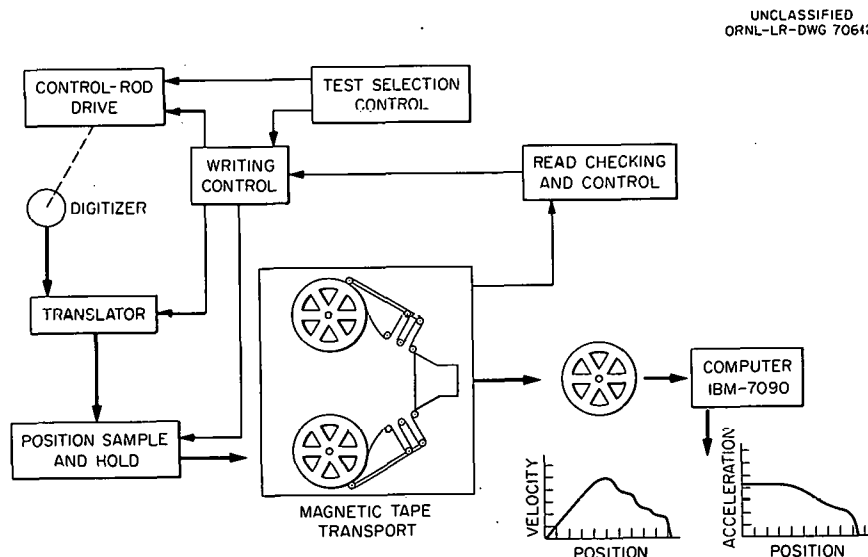 UNCLASSIFIED
ORNL-LR-DWG 70642
CONTROL-ROD
DRIVE
TEST SELECTION
CONTROL
WRITING
CONTROL
READ CHECKING
AND CONTROL
DIGITIZER
TRANSLATOR
COMPUTER
IBM-7090
POSITION SAMPLE
AND HOLD
MAGNETIC TAPE
TRANSPORT
VELOCITY
POSITION
ACCELERATION
POSITION